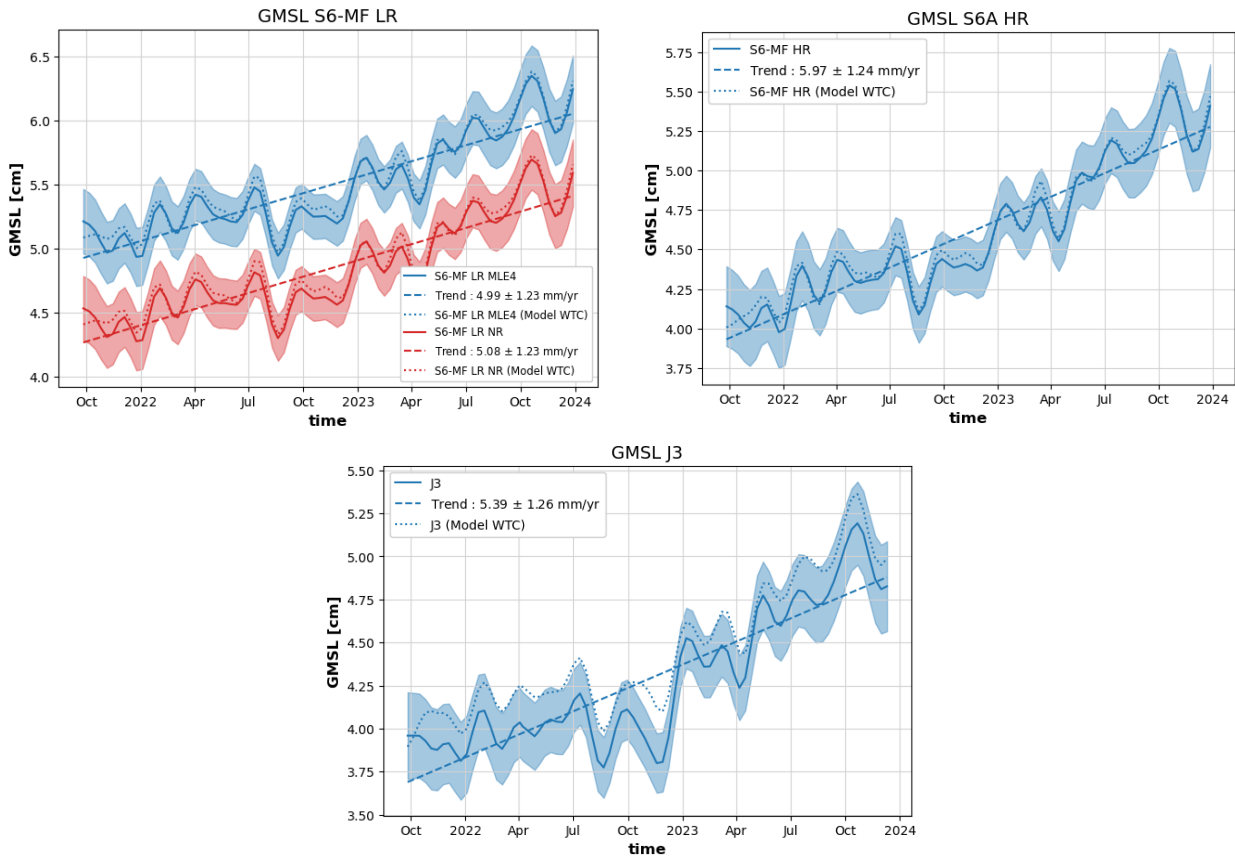 GMSL S6-MF LR
GMSL [cm]
6.5
6.0
5.5
5.0
4.5
4.0
S6-MF LR MLE4
Trend : 4.99 ± 1.23 mm/yr
S6-MF LR MLE4 (Model WTC)
S6-MF LR NR
Trend : 5.08 ± 1.23 mm/yr
S6-MF LR NR (Model WTC)
Oct 2022 Apr Jul Oct 2023 Apr Jul Oct 2024
time
GMSL S6A HR
GMSL [cm]
5.75
5.50
5.25
5.00
4.75
4.50
4.25
4.00
3.75
S6-MF HR
Trend : 5.97 ± 1.24 mm/yr
S6-MF HR (Model WTC)
Oct 2022 Apr Jul Oct 2023 Apr Jul Oct 2024
time
GMSL J3
GMSL [cm]
5.50
5.25
5.00
4.75
4.50
4.25
4.00
3.75
3.50
J3
Trend : 5.39 ± 1.26 mm/yr
J3 (Model WTC)
Oct 2022 Apr Jul Oct 2023 Apr Jul Oct 2024
time